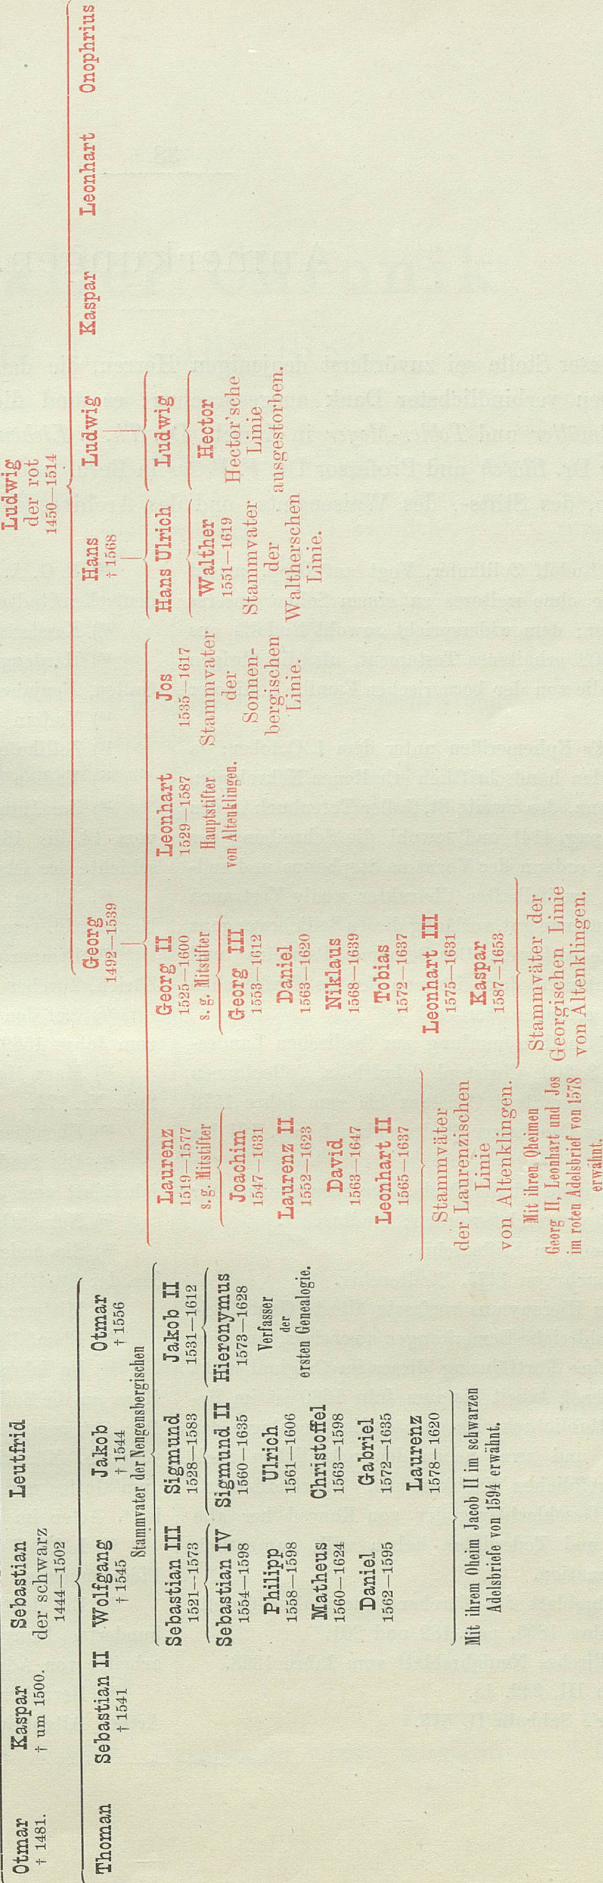 Otmar
† 1481.
Kaspar
† um 1500.
Sebastian
der schwarz
1444—1502
Leutfrid
Ludwig
der rot
1450—1514
Thoman
Sebastian II
† 1541
Wolfgang
† 1545
Jakob
† 1544
Otmar
† 1556
Stammvater der Nengensbergischen
Sebastian III
1521—1573
Sigmund
1528—1583
Jakob II
1531—1612
Sebastian IV
1554—1598
Philipp
1558—1598
Matheus
1560—1624
Daniel
1562—1595
Sigmund II
1560—1635
Ulrich
1561—1606
Christoffel
1563—1598
Gabriel
1572—1635
Laurenz
1578—1620
Hieronymus
1573—1628
Verfasser
der
ersten Genealogie.
Mit ihrem Oheim Jacob II im schwarzen
Adelsbriefe von 1594 erwähnt.
Georg
1492—1539
Hans
† 1568
Ludwig
Kaspar
Leonhart
Onophrius
Laurenz
1519—1577
s. g. Mitstifter
Georg II
1525—1600
s. g. Mitstifter
Leonhart
1529—1587
Hauptstifter
von Altenklingen.
Jos
1535—1617
Stammvater
der
Sonnen-
bergischen
Linie.
Hans Ulrich
Walther
1551—1619
Stammvater
der
Waltherschen
Linie.
Ludwig
Hector
Hector'sche
Linie
ausgestorben.
Joachim
1547—1631
Laurenz II
1552—1623
David
1563—1647
Leonhart II
1565—1637
Stammväter
der Laurenzischen
Linie
von Altenklingen.
Mit ihren Oheimen
Georg II, Leonhart und Jos
im roten Adelsbrief von 1578
erwähnt.
Georg III
1553—1612
Daniel
1563—1620
Niklaus
1568—1639
Tobias
1572—1637
Leonhart III
1575—1631
Kaspar
1587—1653
Stammväter der
Georgischen Linie
von Altenklingen.